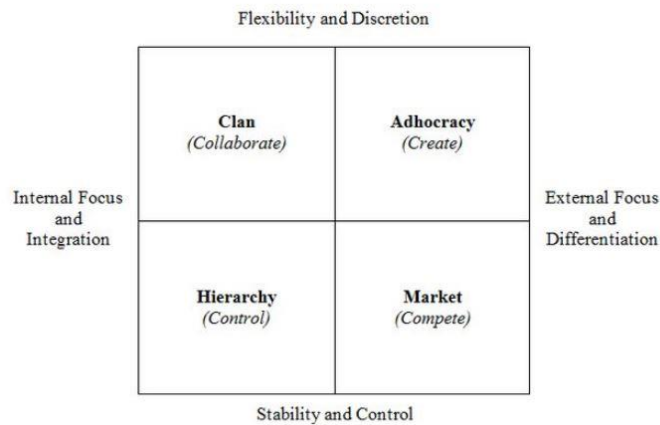 Flexibility and Discretion
Clan
(Collaborate)
Adhocracy
(Create)
Internal Focus
and
Integration
External Focus
and
Differentiation
Hierarchy
(Control)
Market
(Compete)
Stability and Control